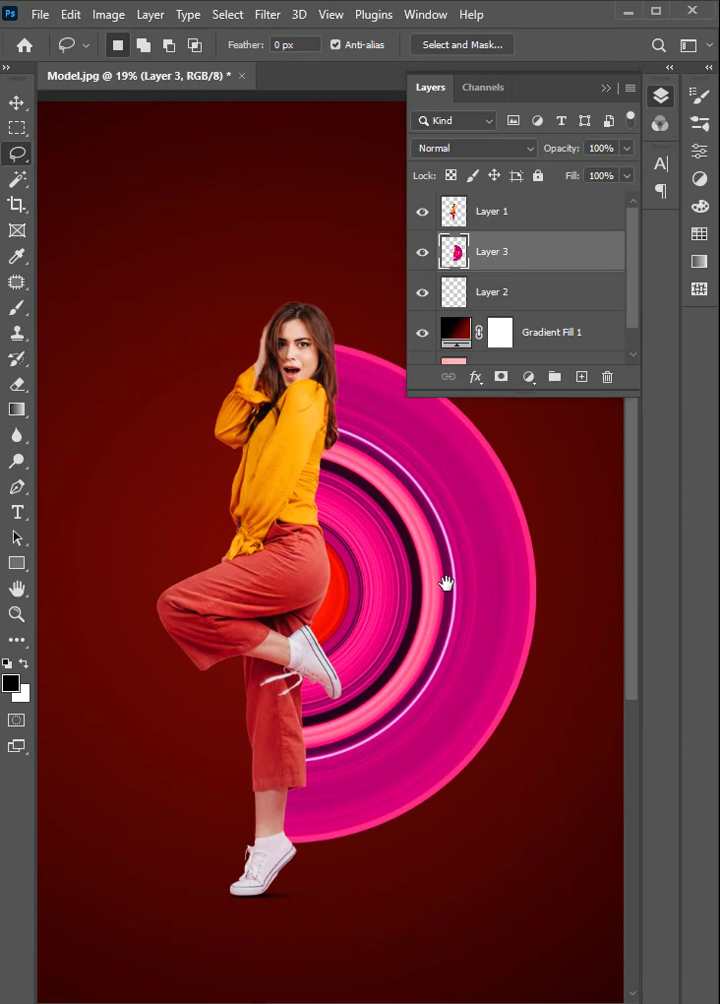 Ps File Edit Image Layer Type Select Filter 3D View Plugins Window Help
Feather: 0 px Anti-alias Select and Mask...
Model.jpg @ 19% (Layer 3, RGB/8) *
Layers Channels
Kind
Normal Opacity: 100%
Lock: Fill: 100%
Layer 1
Layer 3
Layer 2
Gradient Fill 1
fx